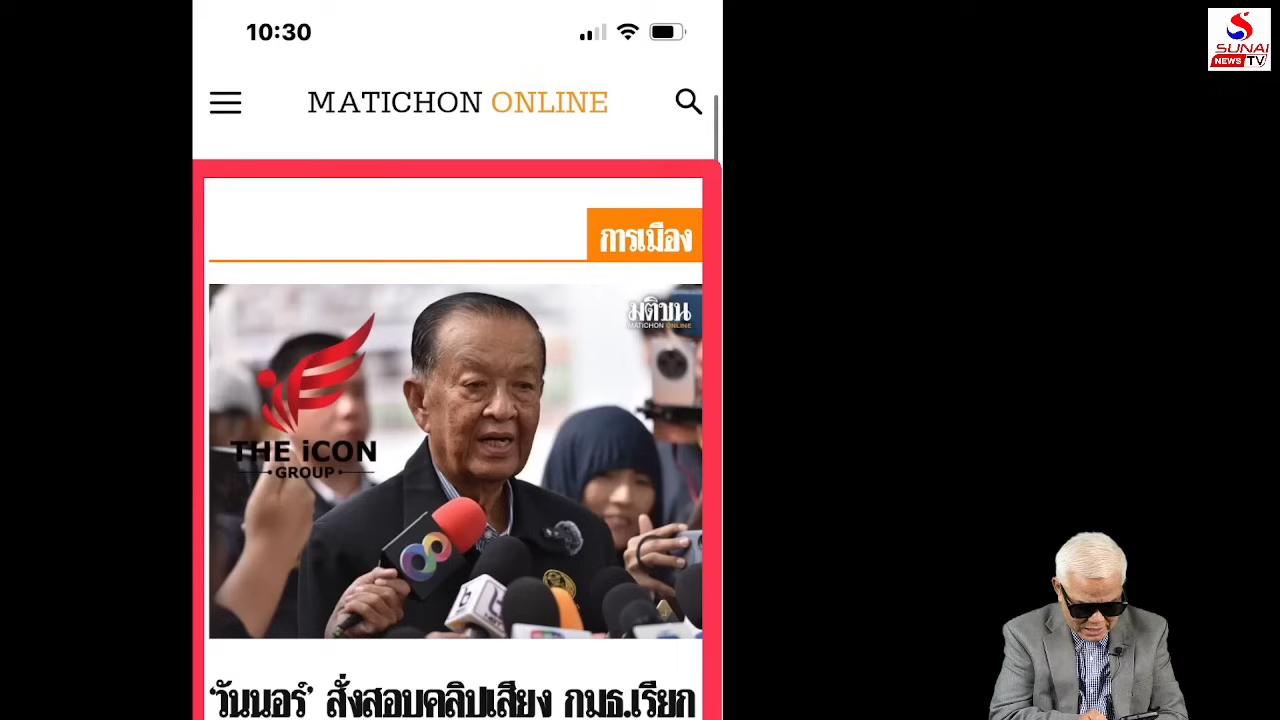 10:30
SUNAI
NEWS TV
MATICHON ONLINE
การเมือง
มติชน
MATICHON ONLINE
THE iCON
GROUP
‘วันนอร์’ สั่งสอบคลิปเสียง กมธ.เรียก